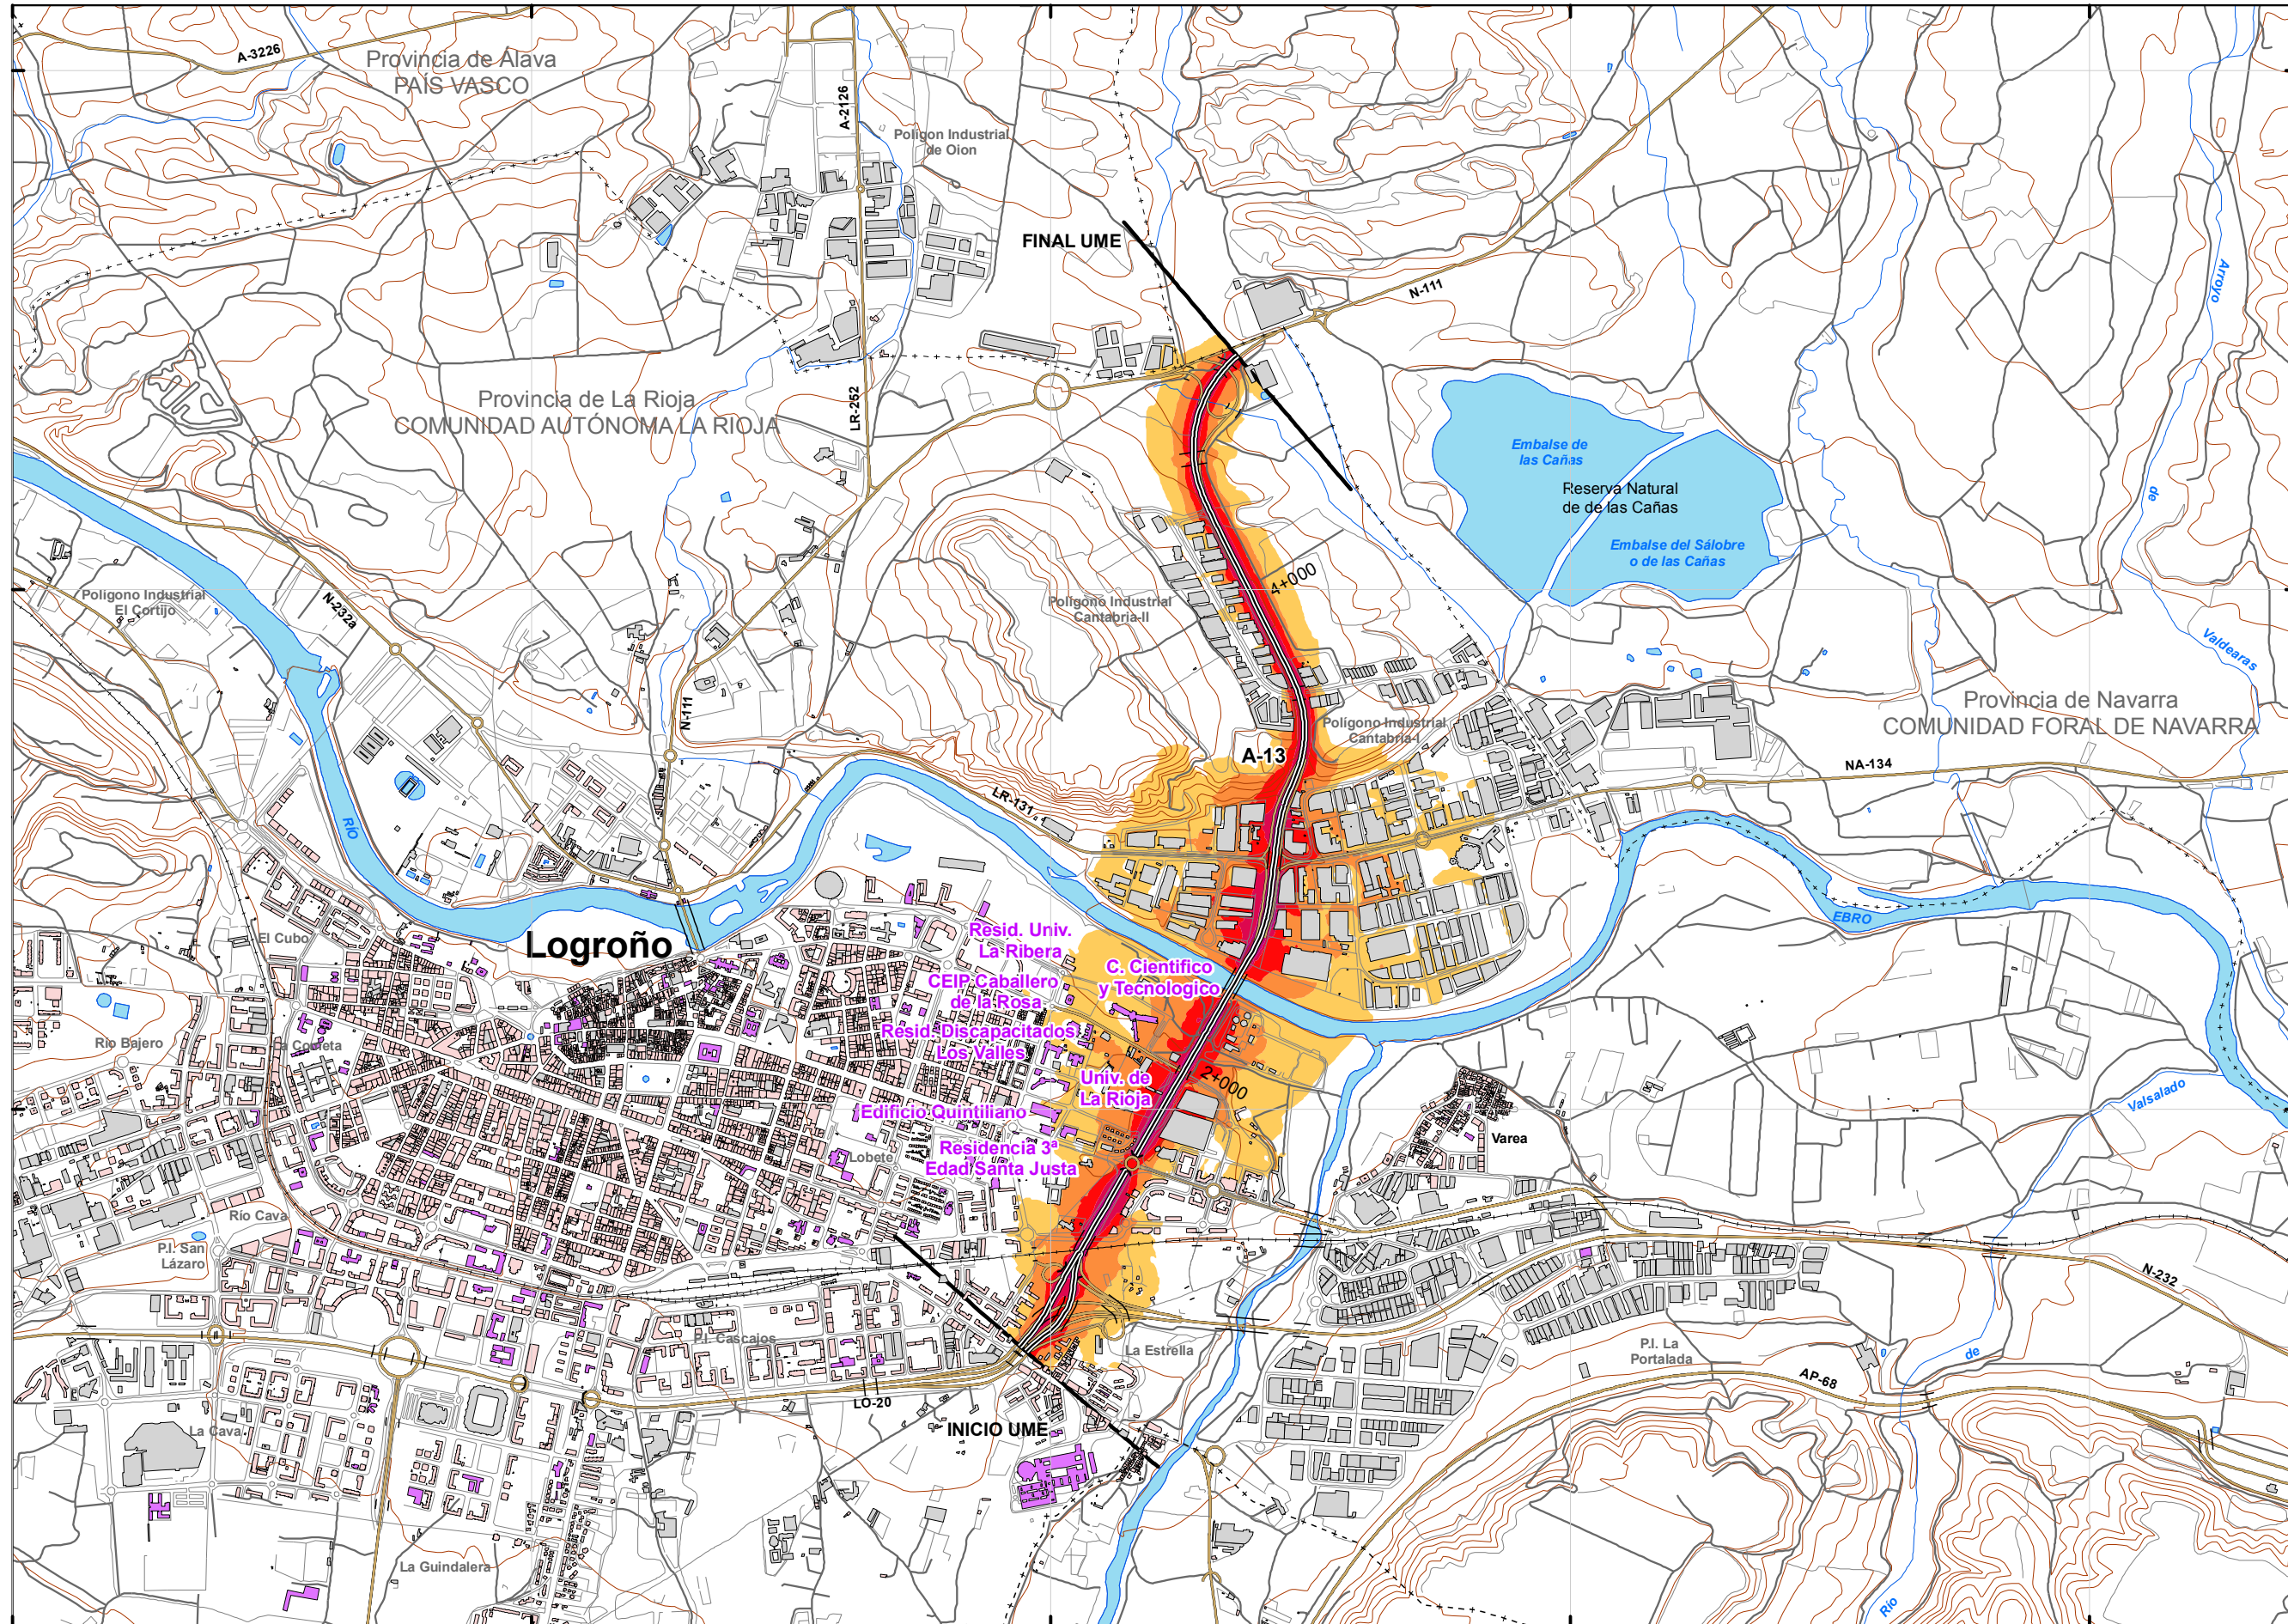 A-3226
Provincia de Álava
PAÍS VASCO
A-2126
Polígon Industrial
de Oion
FINAL UME
N-111
Arroyo
de
Valdearas
Provincia de La Rioja
COMUNIDAD AUTÓNOMA LA RIOJA
LR-252
Embalse de
las Cañas
Reserva Natural
de de las Cañas
Embalse del Sálobre
o de las Cañas
4+000
Polígono Industrial
El Cortijo
N-232a
Polígono Industrial
Cantabria-II
N-111
Polígono Industrial
Cantabria-I
Provincia de Navarra
COMUNIDAD FORAL DE NAVARRA
A-13
NA-134
LR-131
RÍO
EBRO
El Cubo
Logroño
Resid. Univ.
La Ribera
C. Cientifico
y Tecnologico
CEIP Caballero
de la Rosa
Resid. Discapacitados
Los Valles
Río Bajero
La Cometa
Univ. de
La Rioja
2+000
Edificio Quintiliano
Valsalado
Varea
Residencia 3ª
Edad Santa Justa
Lobete
Río Cava
P.I. San
Lázaro
N-232
P.I. Cascajos
La Estrella
P.I. La
Portalada
de
AP-68
LO-20
INICIO UME
La Cava
La Guindalera
Río